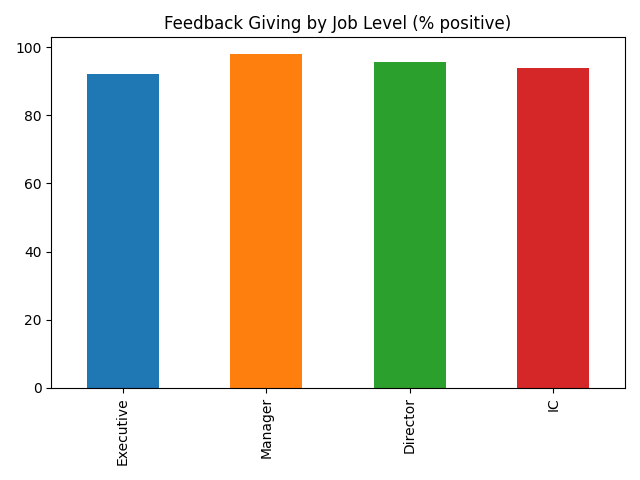 Feedback Giving by Job Level (% positive)
100
80
60
40
20
0
Executive
Manager
Director
IC